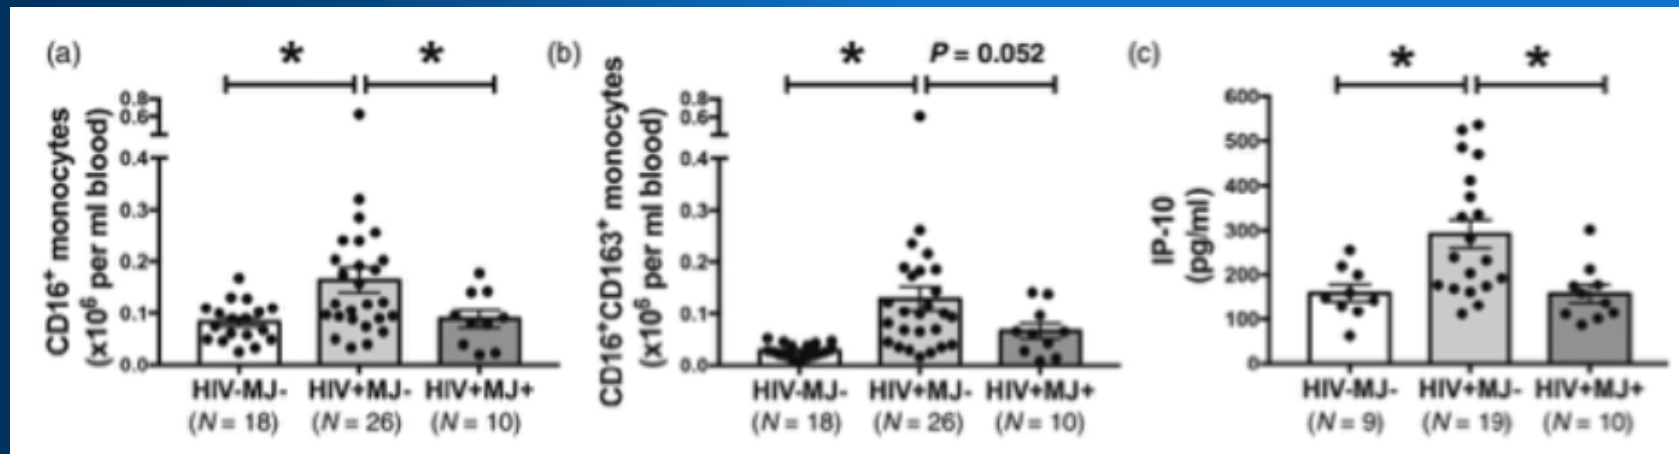 (a)
* *
CD16⁺ monocytes
(x10⁶ per ml blood)
0.8
0.6
0.4
0.3
0.2
0.1
0.0
HIV-MJ- HIV+MJ- HIV+MJ+
(N = 18) (N = 26) (N = 10)
(b)
* P = 0.052
CD16⁺CD163⁺ monocytes
(x10⁶ per ml blood)
0.8
0.6
0.4
0.3
0.2
0.1
0.0
HIV-MJ- HIV+MJ- HIV+MJ+
(N = 18) (N = 26) (N = 10)
(c)
* *
IP-10
(pg/ml)
600
500
400
300
200
100
0
HIV-MJ- HIV+MJ- HIV+MJ+
(N = 9) (N = 19) (N = 10)